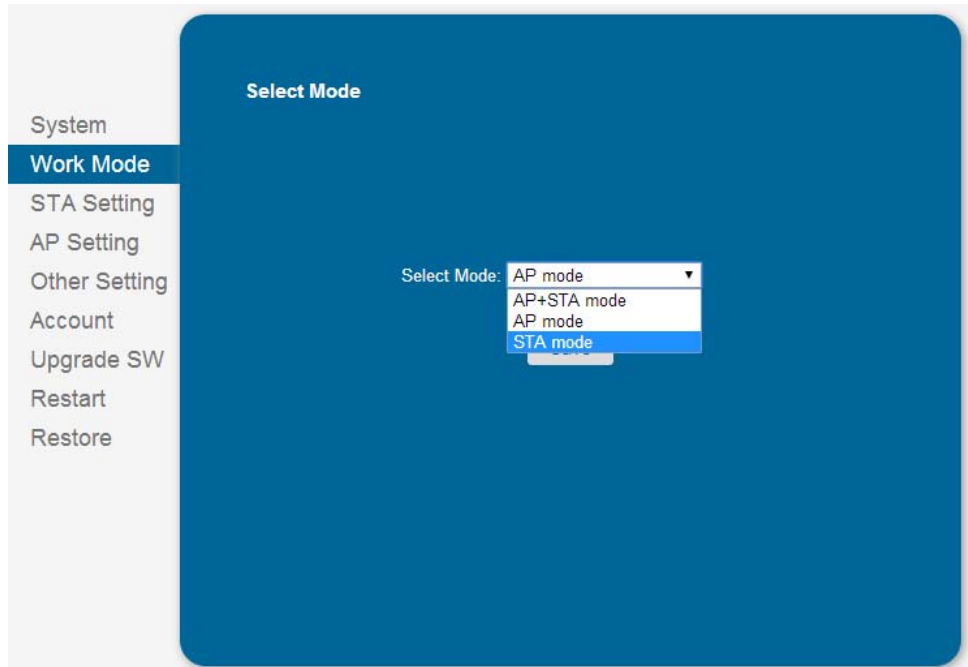 Select Mode
System
Work Mode
STA Setting
AP Setting
Other Setting
Account
Upgrade SW
Restart
Restore
Select Mode: AP mode
AP+STA mode
AP mode
STA mode